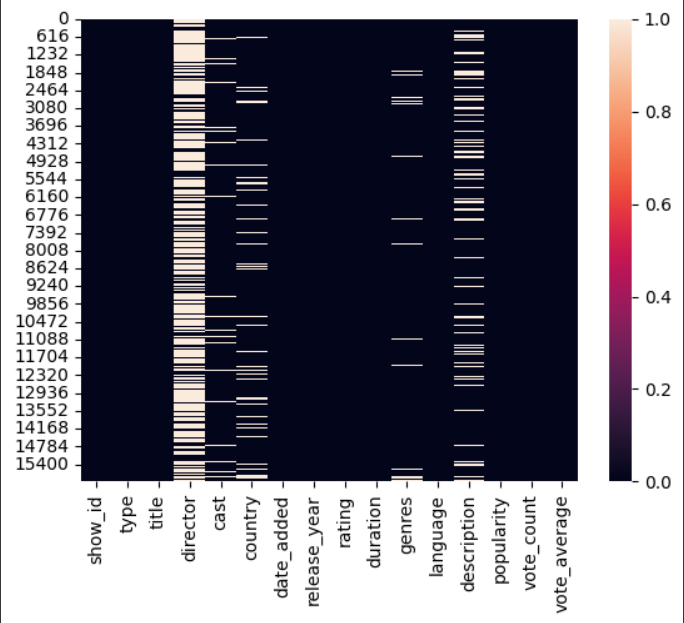 0
616
1232
1848
2464
3080
3696
4312
4928
5544
6160
6776
7392
8008
8624
9240
9856
10472
11088
11704
12320
12936
13552
14168
14784
15400
show_id
type
title
director
cast
country
date_added
release_year
rating
duration
genres
language
description
popularity
vote_count
vote_average
1.0
0.8
0.6
0.4
0.2
0.0